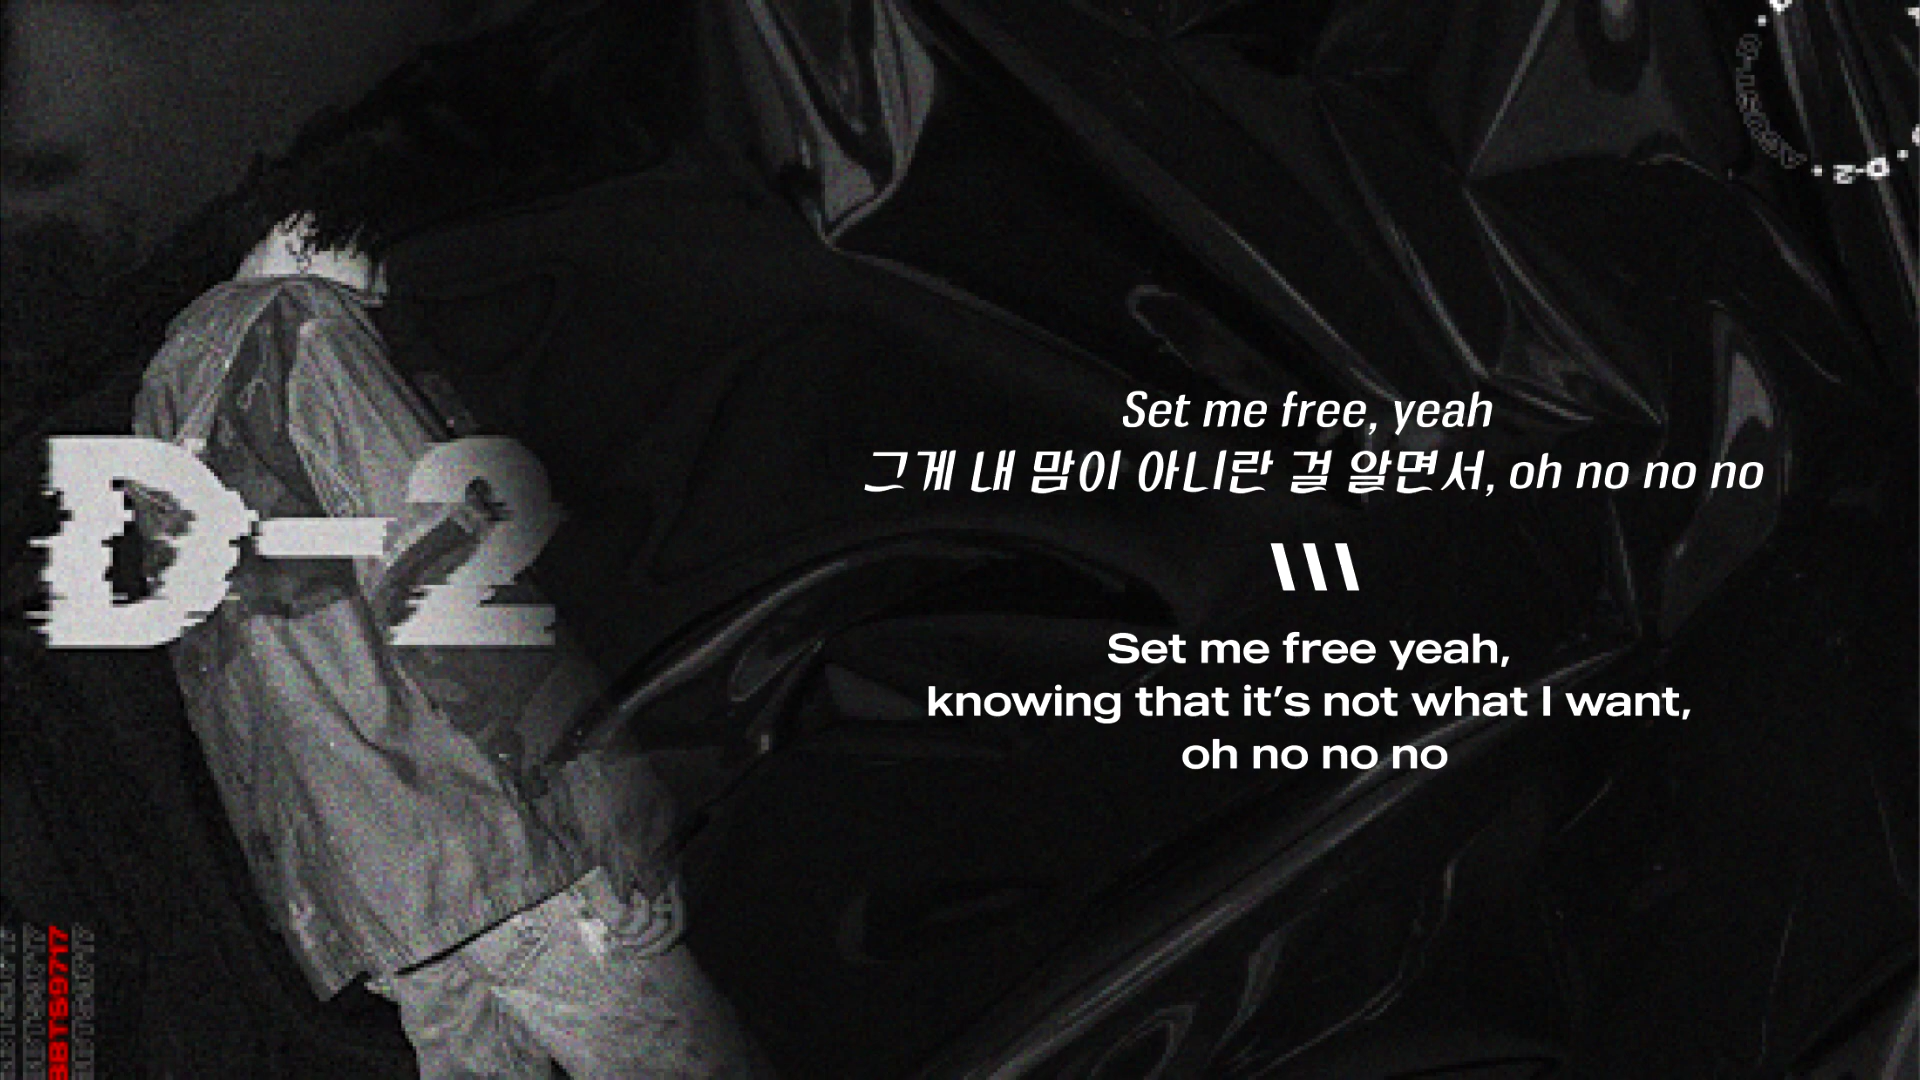 D-2
Set me free, yeah
그게 내 맘이 아니란 걸 알면서, oh no no no
Set me free yeah,
knowing that it's not what I want,
oh no no no
D-2